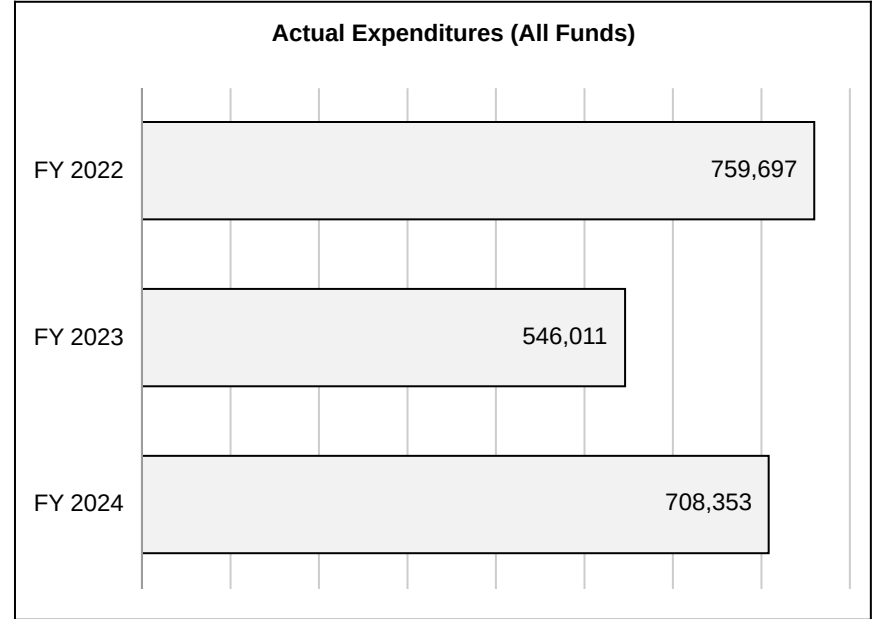 Actual Expenditures (All Funds)
FY 2022 759,697
FY 2023 546,011
FY 2024 708,353